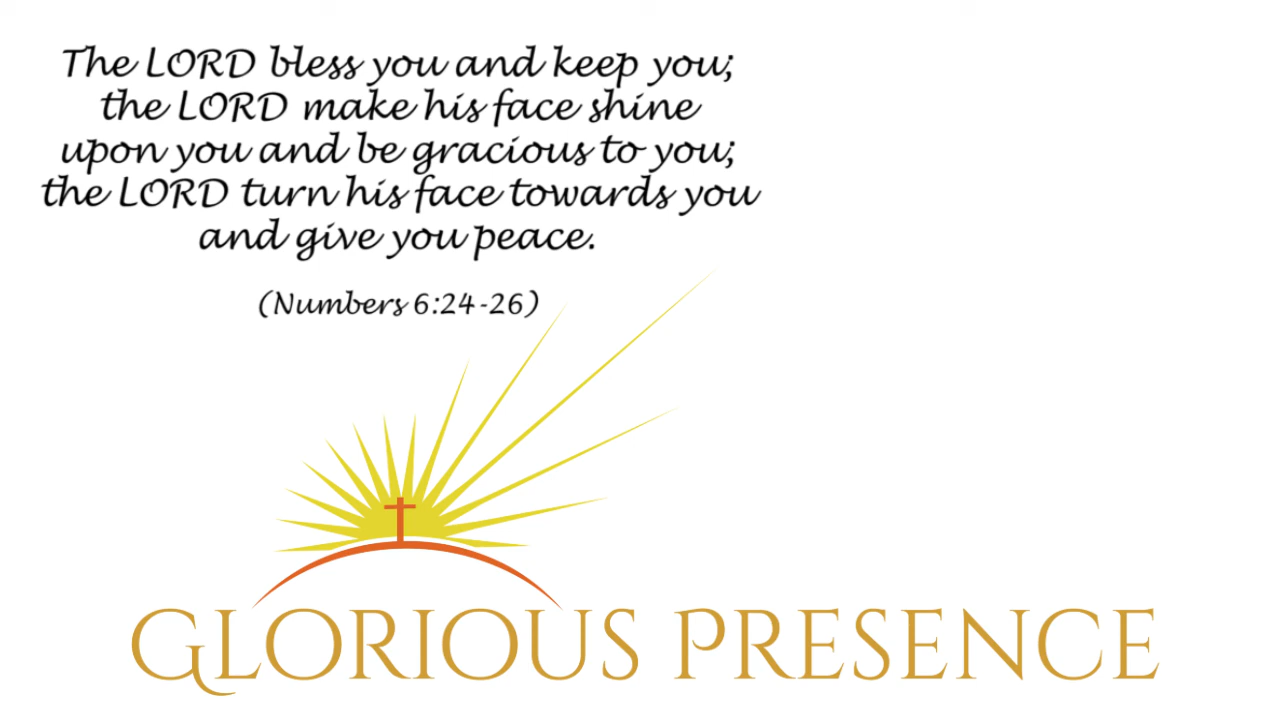 The LORD bless you and keep you;
the LORD make his face shine
upon you and be gracious to you;
the LORD turn his face towards you
and give you peace.
(Numbers 6:24-26)
GLORIOUS PRESENCE